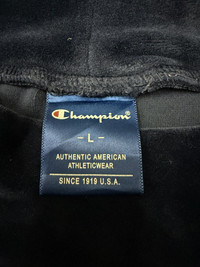 Champion
- L -
AUTHENTIC AMERICAN
ATHLETICWEAR
SINCE 1919 U.S.A.